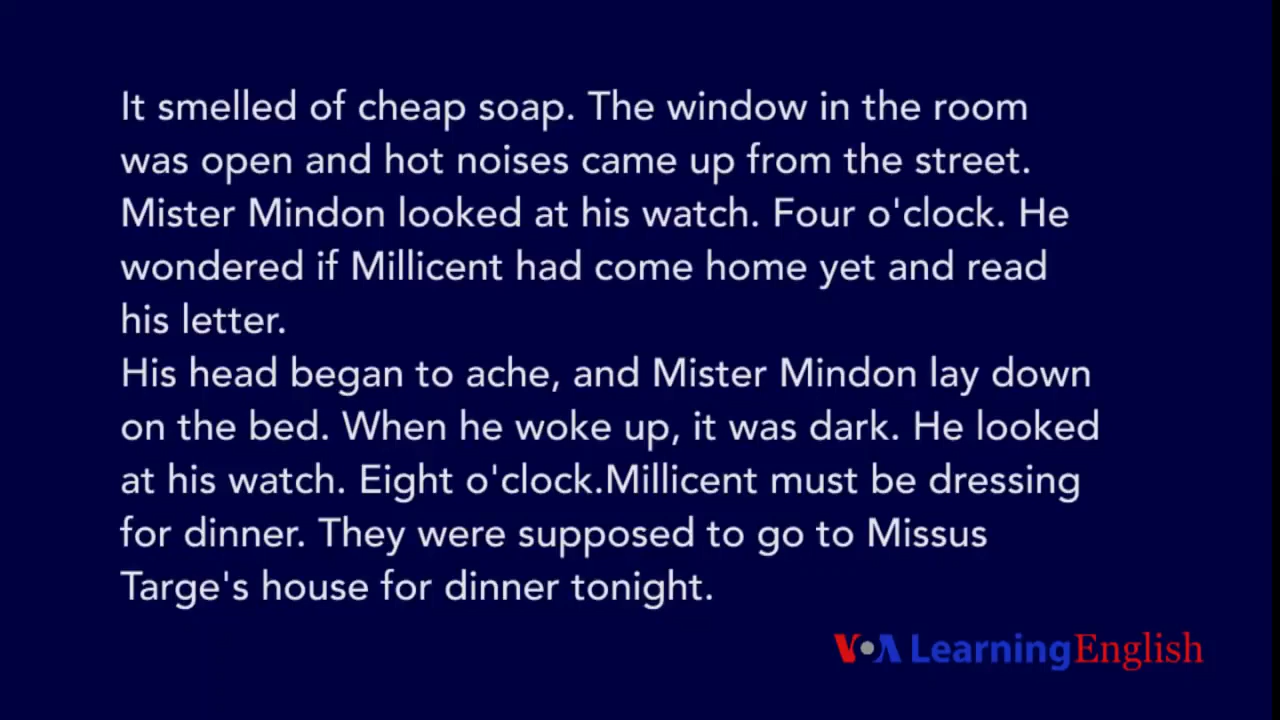 It smelled of cheap soap. The window in the room
was open and hot noises came up from the street.
Mister Mindon looked at his watch. Four o'clock. He
wondered if Millicent had come home yet and read
his letter.
His head began to ache, and Mister Mindon lay down
on the bed. When he woke up, it was dark. He looked
at his watch. Eight o'clock.Millicent must be dressing
for dinner. They were supposed to go to Missus
Targe's house for dinner tonight.
VOA Learning English